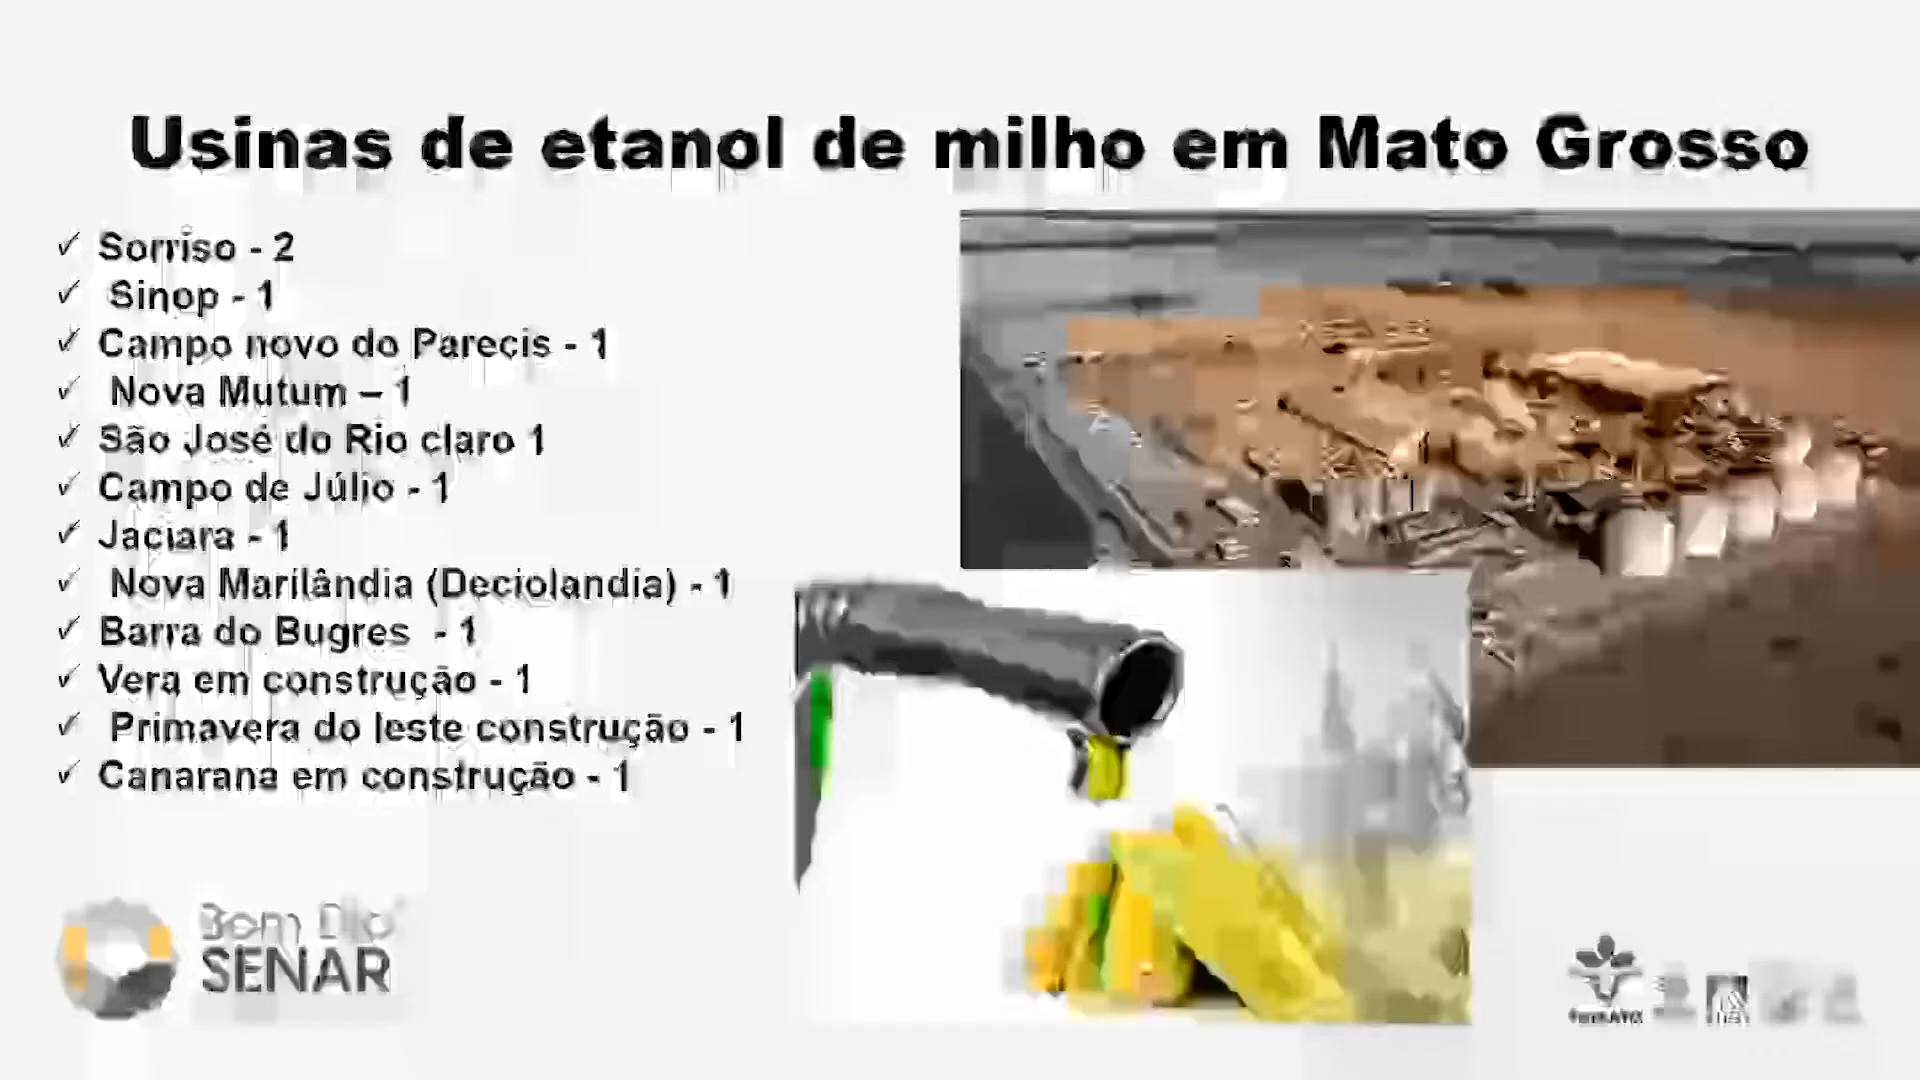 Usinas de etanol de milho em Mato Grosso
✓ Sorriso - 2
✓ Sinop - 1
✓ Campo novo do Parecis - 1
✓ Nova Mutum – 1
✓ São José do Rio claro 1
✓ Campo de Júlio - 1
✓ Jaciara - 1
✓ Nova Marilândia (Deciolandia) - 1
✓ Barra do Bugres - 1
✓ Vera em construção - 1
✓ Primavera do leste construção - 1
✓ Canarana em construção - 1
Bom Dia
SENAR